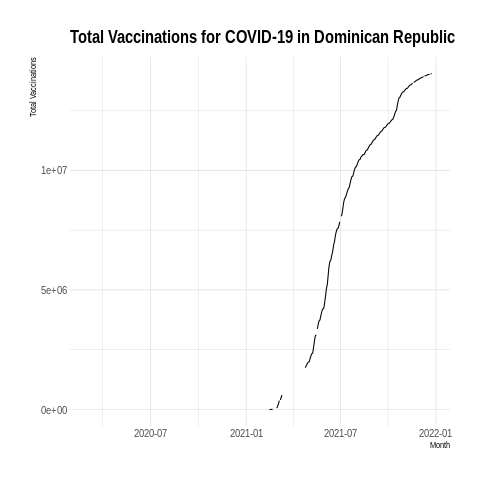 Total Vaccinations for COVID-19 in Dominican Republic
Total Vaccinations
1e+07
5e+06
0e+00
2020-07
2021-01
2021-07
2022-01
Month